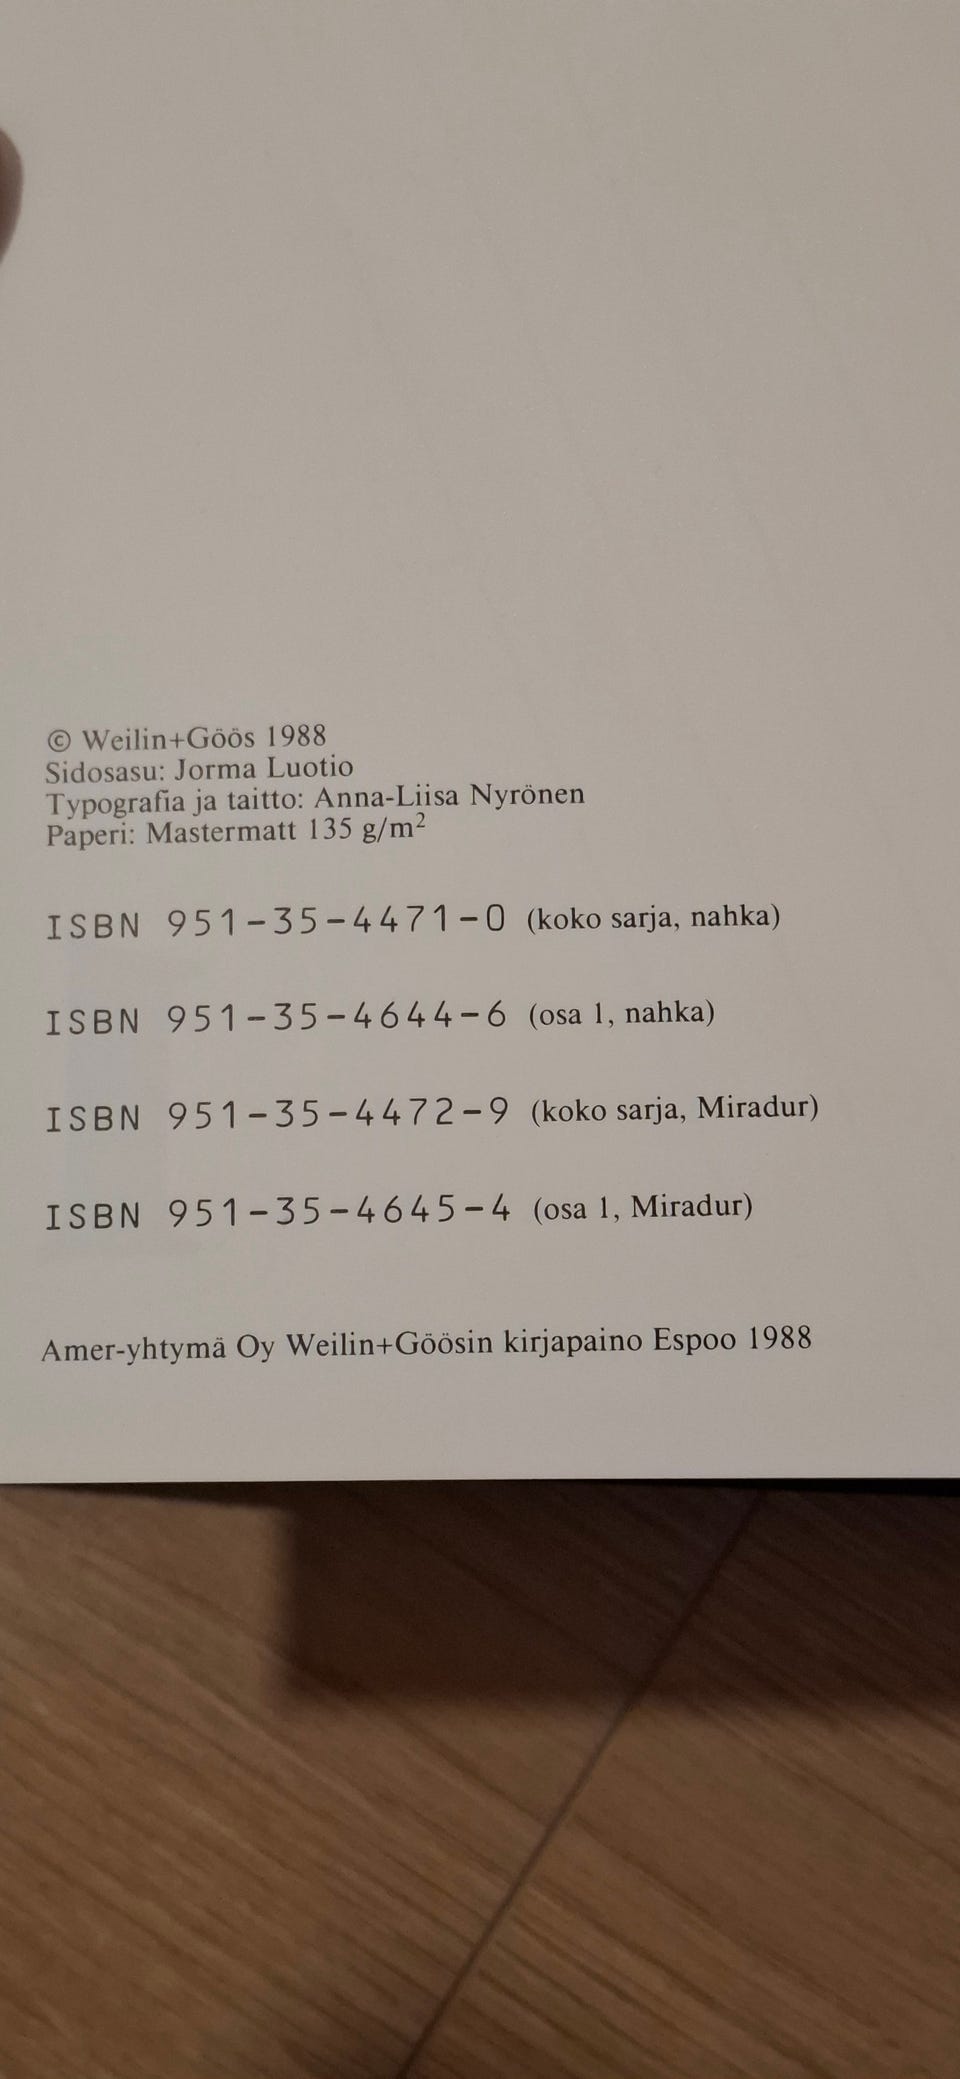 © Weilin+Göös 1988
Sidosasu: Jorma Luotio
Typografia ja taitto: Anna-Liisa Nyrönen
Paperi: Mastermatt 135 g/m²
ISBN 951-35-4471-0 (koko sarja, nahka)
ISBN 951-35-4644-6 (osa 1, nahka)
ISBN 951-35-4472-9 (koko sarja, Miradur)
ISBN 951-35-4645-4 (osa 1, Miradur)
Amer-yhtymä Oy Weilin+Göösin kirjapaino Espoo 1988